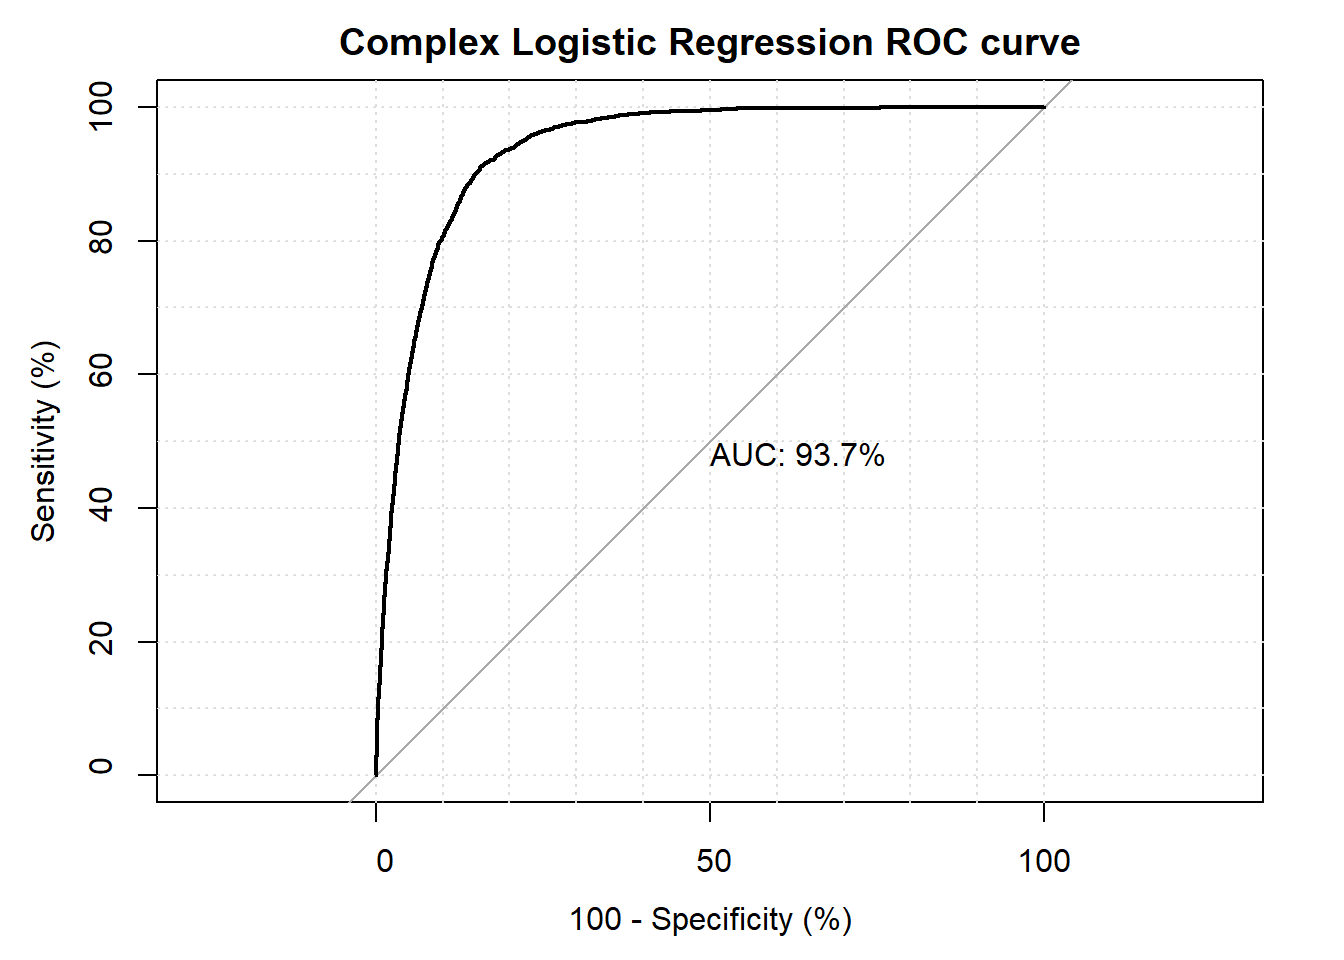 Complex Logistic Regression ROC curve
100
80
60
40
20
0
Sensitivity (%)
AUC: 93.7%
0 50 100
100 - Specificity (%)